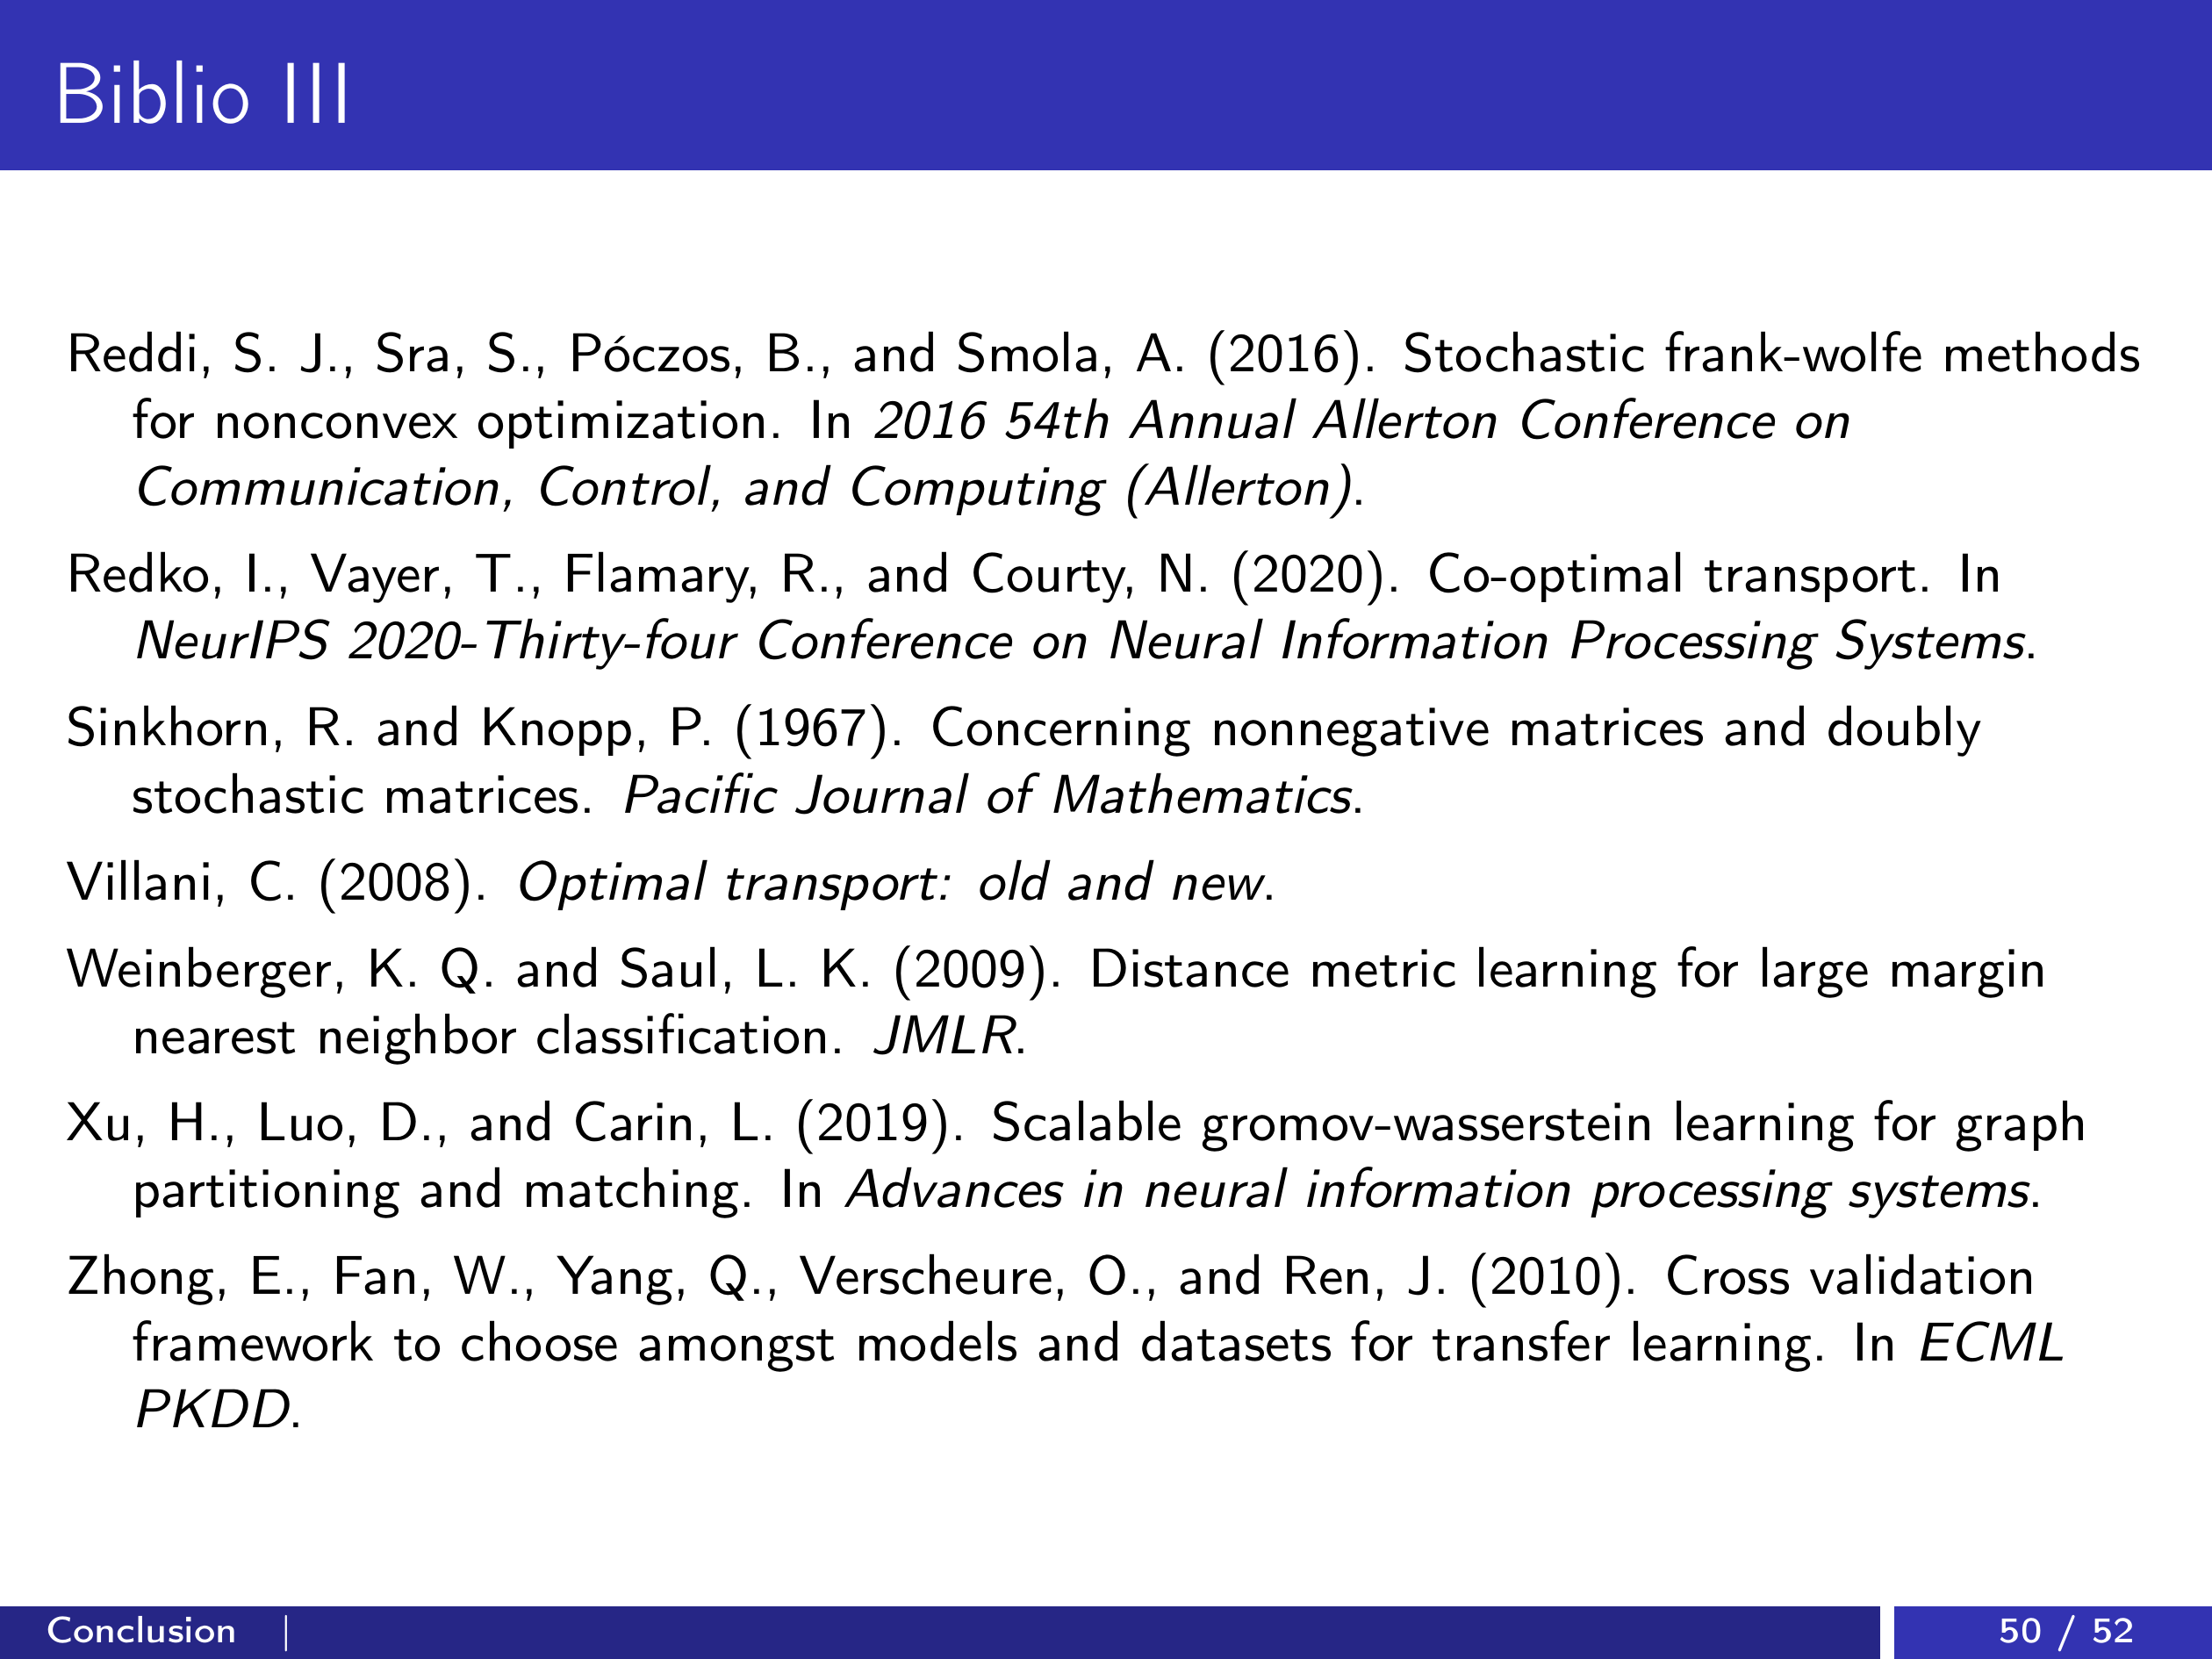 Biblio III
Reddi, S. J., Sra, S., Póczos, B., and Smola, A. (2016). Stochastic frank-wolfe methods
for nonconvex optimization. In 2016 54th Annual Allerton Conference on
Communication, Control, and Computing (Allerton).
Redko, I., Vayer, T., Flamary, R., and Courty, N. (2020). Co-optimal transport. In
NeurIPS 2020-Thirty-four Conference on Neural Information Processing Systems.
Sinkhorn, R. and Knopp, P. (1967). Concerning nonnegative matrices and doubly
stochastic matrices. Pacific Journal of Mathematics.
Villani, C. (2008). Optimal transport: old and new.
Weinberger, K. Q. and Saul, L. K. (2009). Distance metric learning for large margin
nearest neighbor classification. JMLR.
Xu, H., Luo, D., and Carin, L. (2019). Scalable gromov-wasserstein learning for graph
partitioning and matching. In Advances in neural information processing systems.
Zhong, E., Fan, W., Yang, Q., Verscheure, O., and Ren, J. (2010). Cross validation
framework to choose amongst models and datasets for transfer learning. In ECML
PKDD.
Conclusion |
50 / 52